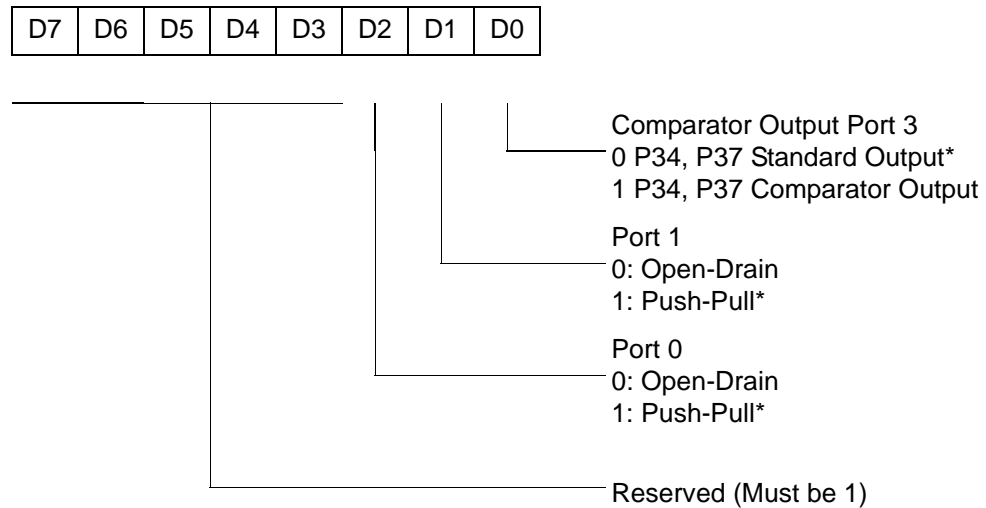 D7 D6 D5 D4 D3 D2 D1 D0
Comparator Output Port 3
0 P34, P37 Standard Output*
1 P34, P37 Comparator Output
Port 1
0: Open-Drain
1: Push-Pull*
Port 0
0: Open-Drain
1: Push-Pull*
Reserved (Must be 1)